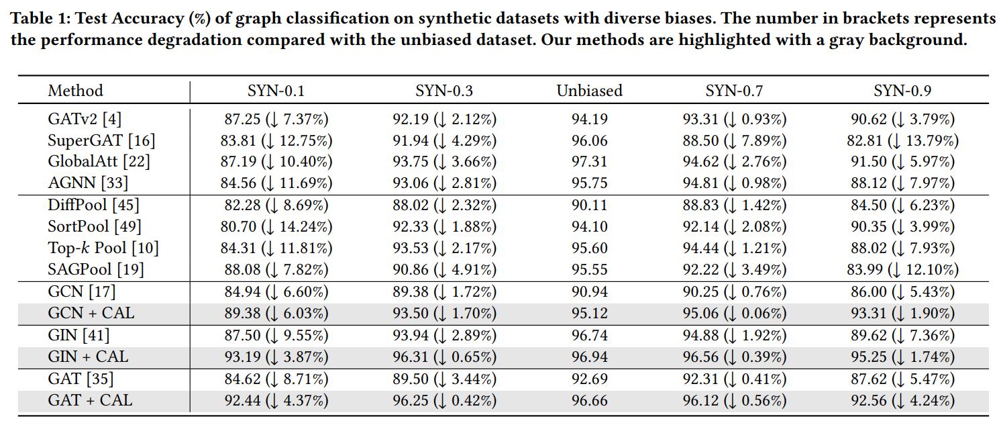 Table 1: Test Accuracy (%) of graph classification on synthetic datasets with diverse biases. The number in brackets represents
the performance degradation compared with the unbiased dataset. Our methods are highlighted with a gray background.
Method SYN-0.1 SYN-0.3 Unbiased SYN-0.7 SYN-0.9
GATv2 [4] 87.25 (↓ 7.37%) 92.19 (↓ 2.12%) 94.19 93.31 (↓ 0.93%) 90.62 (↓ 3.79%)
SuperGAT [16] 83.81 (↓ 12.75%) 91.94 (↓ 4.29%) 96.06 88.50 (↓ 7.89%) 82.81 (↓ 13.79%)
GlobalAtt [22] 87.19 (↓ 10.40%) 93.75 (↓ 3.66%) 97.31 94.62 (↓ 2.76%) 91.50 (↓ 5.97%)
AGNN [33] 84.56 (↓ 11.69%) 93.06 (↓ 2.81%) 95.75 94.81 (↓ 0.98%) 88.12 (↓ 7.97%)
DiffPool [45] 82.28 (↓ 8.69%) 88.02 (↓ 2.32%) 90.11 88.83 (↓ 1.42%) 84.50 (↓ 6.23%)
SortPool [49] 80.70 (↓ 14.24%) 92.33 (↓ 1.88%) 94.10 92.14 (↓ 2.08%) 90.35 (↓ 3.99%)
Top-k Pool [10] 84.31 (↓ 11.81%) 93.53 (↓ 2.17%) 95.60 94.44 (↓ 1.21%) 88.02 (↓ 7.93%)
SAGPool [19] 88.08 (↓ 7.82%) 90.86 (↓ 4.91%) 95.55 92.22 (↓ 3.49%) 83.99 (↓ 12.10%)
GCN [17] 84.94 (↓ 6.60%) 89.38 (↓ 1.72%) 90.94 90.25 (↓ 0.76%) 86.00 (↓ 5.43%)
GCN + CAL 89.38 (↓ 6.03%) 93.50 (↓ 1.70%) 95.12 95.06 (↓ 0.06%) 93.31 (↓ 1.90%)
GIN [41] 87.50 (↓ 9.55%) 93.94 (↓ 2.89%) 96.74 94.88 (↓ 1.92%) 89.62 (↓ 7.36%)
GIN + CAL 93.19 (↓ 3.87%) 96.31 (↓ 0.65%) 96.94 96.56 (↓ 0.39%) 95.25 (↓ 1.74%)
GAT [35] 84.62 (↓ 8.71%) 89.50 (↓ 3.44%) 92.69 92.31 (↓ 0.41%) 87.62 (↓ 5.47%)
GAT + CAL 92.44 (↓ 4.37%) 96.25 (↓ 0.42%) 96.66 96.12 (↓ 0.56%) 92.56 (↓ 4.24%)